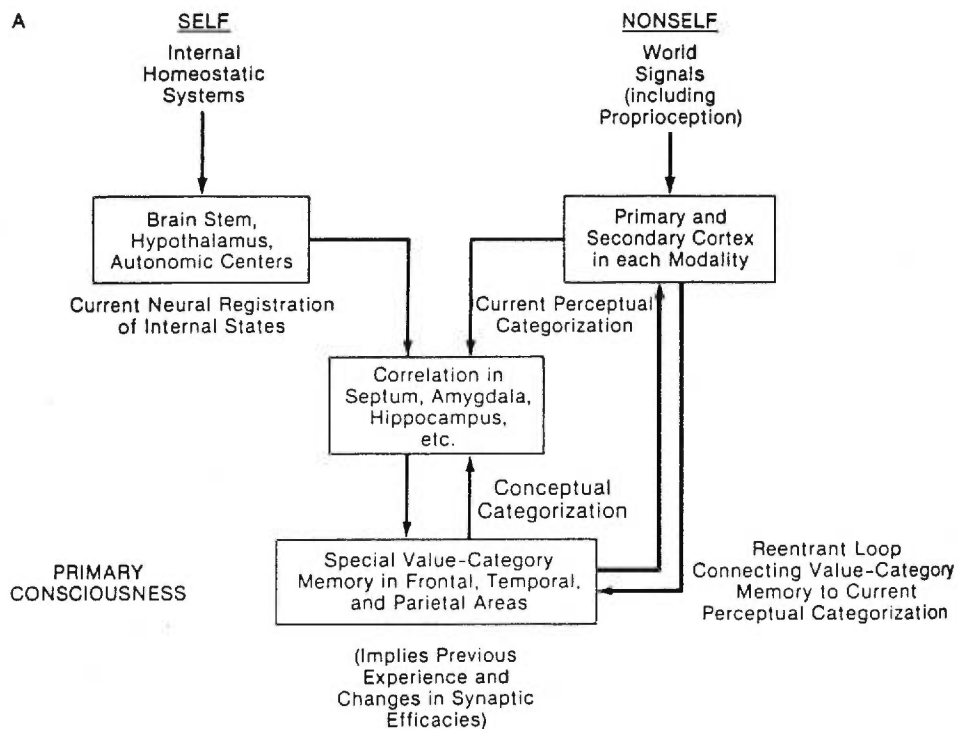 A
SELF
Internal
Homeostatic
Systems
NONSELF
World
Signals
(including
Proprioception)
Brain Stem,
Hypothalamus,
Autonomic Centers
Primary and
Secondary Cortex
in each Modality
Current Neural Registration
of Internal States
Current Perceptual
Categorization
Correlation in
Septum, Amygdala,
Hippocampus,
etc.
Conceptual
Categorization
PRIMARY
CONSCIOUSNESS
Special Value-Category
Memory in Frontal, Temporal,
and Parietal Areas
Reentrant Loop
Connecting Value-Category
Memory to Current
Perceptual Categorization
(Implies Previous
Experience and
Changes in Synaptic
Efficacies)